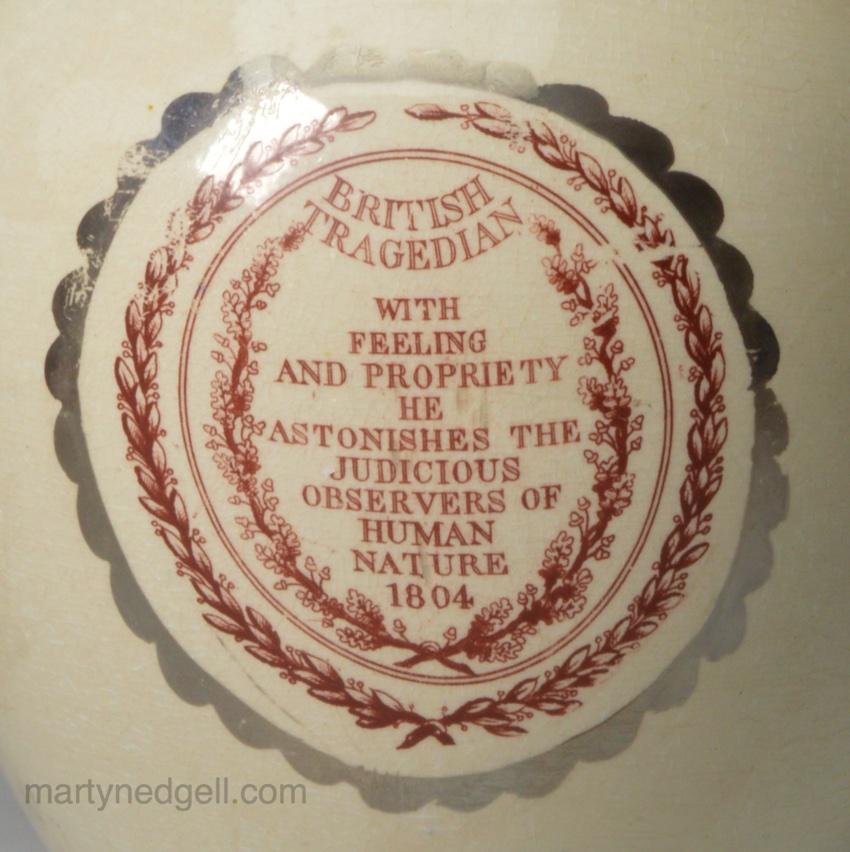 BRITISH
TRAGEDIAN
WITH
FEELING
AND PROPRIETY
HE
ASTONISHES THE
JUDICIOUS
OBSERVERS OF
HUMAN
NATURE
1804
martynedgell.com